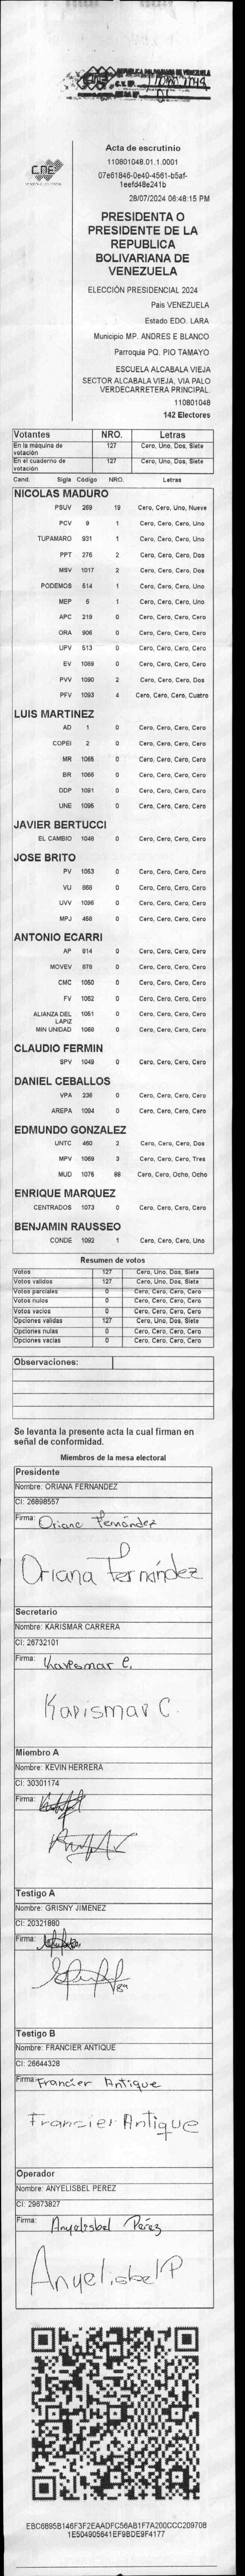 CNE
Acta de escrutinio
110801048.01.1.0001
07e61846-0e40-4561-b5af-
1eefd48e241b
28/07/2024 06:48:15 PM
PRESIDENTA O
PRESIDENTE DE LA
REPUBLICA
BOLIVARIANA DE
VENEZUELA
ELECCIÓN PRESIDENCIAL 2024
Pais VENEZUELA
Estado EDO. LARA
Municipio MP. ANDRES E BLANCO
Parroquia PQ. PIO TAMAYO
ESCUELA ALCABALA VIEJA
SECTOR ALCABALA VIEJA, VIA PALO
VERDECARRETERA PRINCIPAL.
110801048
142 Electores
Votantes NRO. Letras
En la máquina de votación 127 Cero, Uno, Dos, Siete
En el cuaderno de votación 127 Cero, Uno, Dos, Siete
Cand. Sigla Código NRO. Letras
NICOLAS MADURO
PSUV 269 19 Cero, Cero, Uno, Nueve
PCV 9 1 Cero, Cero, Cero, Uno
TUPAMARO 931 1 Cero, Cero, Cero, Uno
PPT 276 2 Cero, Cero, Cero, Dos
MSV 1017 2 Cero, Cero, Cero, Dos
PODEMOS 514 1 Cero, Cero, Cero, Uno
MEP 5 1 Cero, Cero, Cero, Uno
APC 219 0 Cero, Cero, Cero, Cero
ORA 906 0 Cero, Cero, Cero, Cero
UPV 513 0 Cero, Cero, Cero, Cero
EV 1089 0 Cero, Cero, Cero, Cero
PVV 1090 2 Cero, Cero, Cero, Dos
PFV 1093 4 Cero, Cero, Cero, Cuatro
LUIS MARTINEZ
AD 1 0 Cero, Cero, Cero, Cero
COPEI 2 0 Cero, Cero, Cero, Cero
MR 1065 0 Cero, Cero, Cero, Cero
BR 1066 0 Cero, Cero, Cero, Cero
DDP 1091 0 Cero, Cero, Cero, Cero
UNE 1095 0 Cero, Cero, Cero, Cero
JAVIER BERTUCCI
EL CAMBIO 1048 0 Cero, Cero, Cero, Cero
JOSE BRITO
PV 1053 0 Cero, Cero, Cero, Cero
VU 868 0 Cero, Cero, Cero, Cero
UVV 1096 0 Cero, Cero, Cero, Cero
MPJ 458 0 Cero, Cero, Cero, Cero
ANTONIO ECARRI
AP 814 0 Cero, Cero, Cero, Cero
MOVEV 678 0 Cero, Cero, Cero, Cero
CMC 1050 0 Cero, Cero, Cero, Cero
FV 1052 0 Cero, Cero, Cero, Cero
ALIANZA DEL LAPIZ 1051 0 Cero, Cero, Cero, Cero
MIN UNIDAD 1068 0 Cero, Cero, Cero, Cero
CLAUDIO FERMIN
SPV 1049 0 Cero, Cero, Cero, Cero
DANIEL CEBALLOS
VPA 236 0 Cero, Cero, Cero, Cero
AREPA 1094 0 Cero, Cero, Cero, Cero
EDMUNDO GONZALEZ
UNTC 460 2 Cero, Cero, Cero, Dos
MPV 1069 3 Cero, Cero, Cero, Tres
MUD 1075 88 Cero, Cero, Ocho, Ocho
ENRIQUE MARQUEZ
CENTRADOS 1073 0 Cero, Cero, Cero, Cero
BENJAMIN RAUSSEO
CONDE 1092 1 Cero, Cero, Cero, Uno
Resumen de votos
Votos 127 Cero, Uno, Dos, Siete
Votos validos 127 Cero, Uno, Dos, Siete
Votos parciales 0 Cero, Cero, Cero, Cero
Votos nulos 0 Cero, Cero, Cero, Cero
Votos vacios 0 Cero, Cero, Cero, Cero
Opciones validas 127 Cero, Uno, Dos, Siete
Opciones nulas 0 Cero, Cero, Cero, Cero
Opciones vacias 0 Cero, Cero, Cero, Cero
Observaciones:
Se levanta la presente acta la cual firman en
señal de conformidad.
Miembros de la mesa electoral
Presidente
Nombre: ORIANA FERNANDEZ
CI: 26898557
Firma: Oriana Fernández
Oriana Fernández
Secretario
Nombre: KARISMAR CARRERA
CI: 26732101
Firma: Karismar C.
Karismar C.
Miembro A
Nombre: KEVIN HERRERA
CI: 30301174
Firma:
Testigo A
Nombre: GRISNY JIMENEZ
CI: 20321880
Firma:
Testigo B
Nombre: FRANCIER ANTIQUE
CI: 26644328
Firma: Francier Antique
Francier Antique
Operador
Nombre: ANYELISBEL PEREZ
CI: 29673827
Firma: Anyelisbel Pérez
Anyelisbel P
EBC6895B146F3F2EAADFC56AB1F7A200CCC209708
1E504905641EF9BDE9F4177